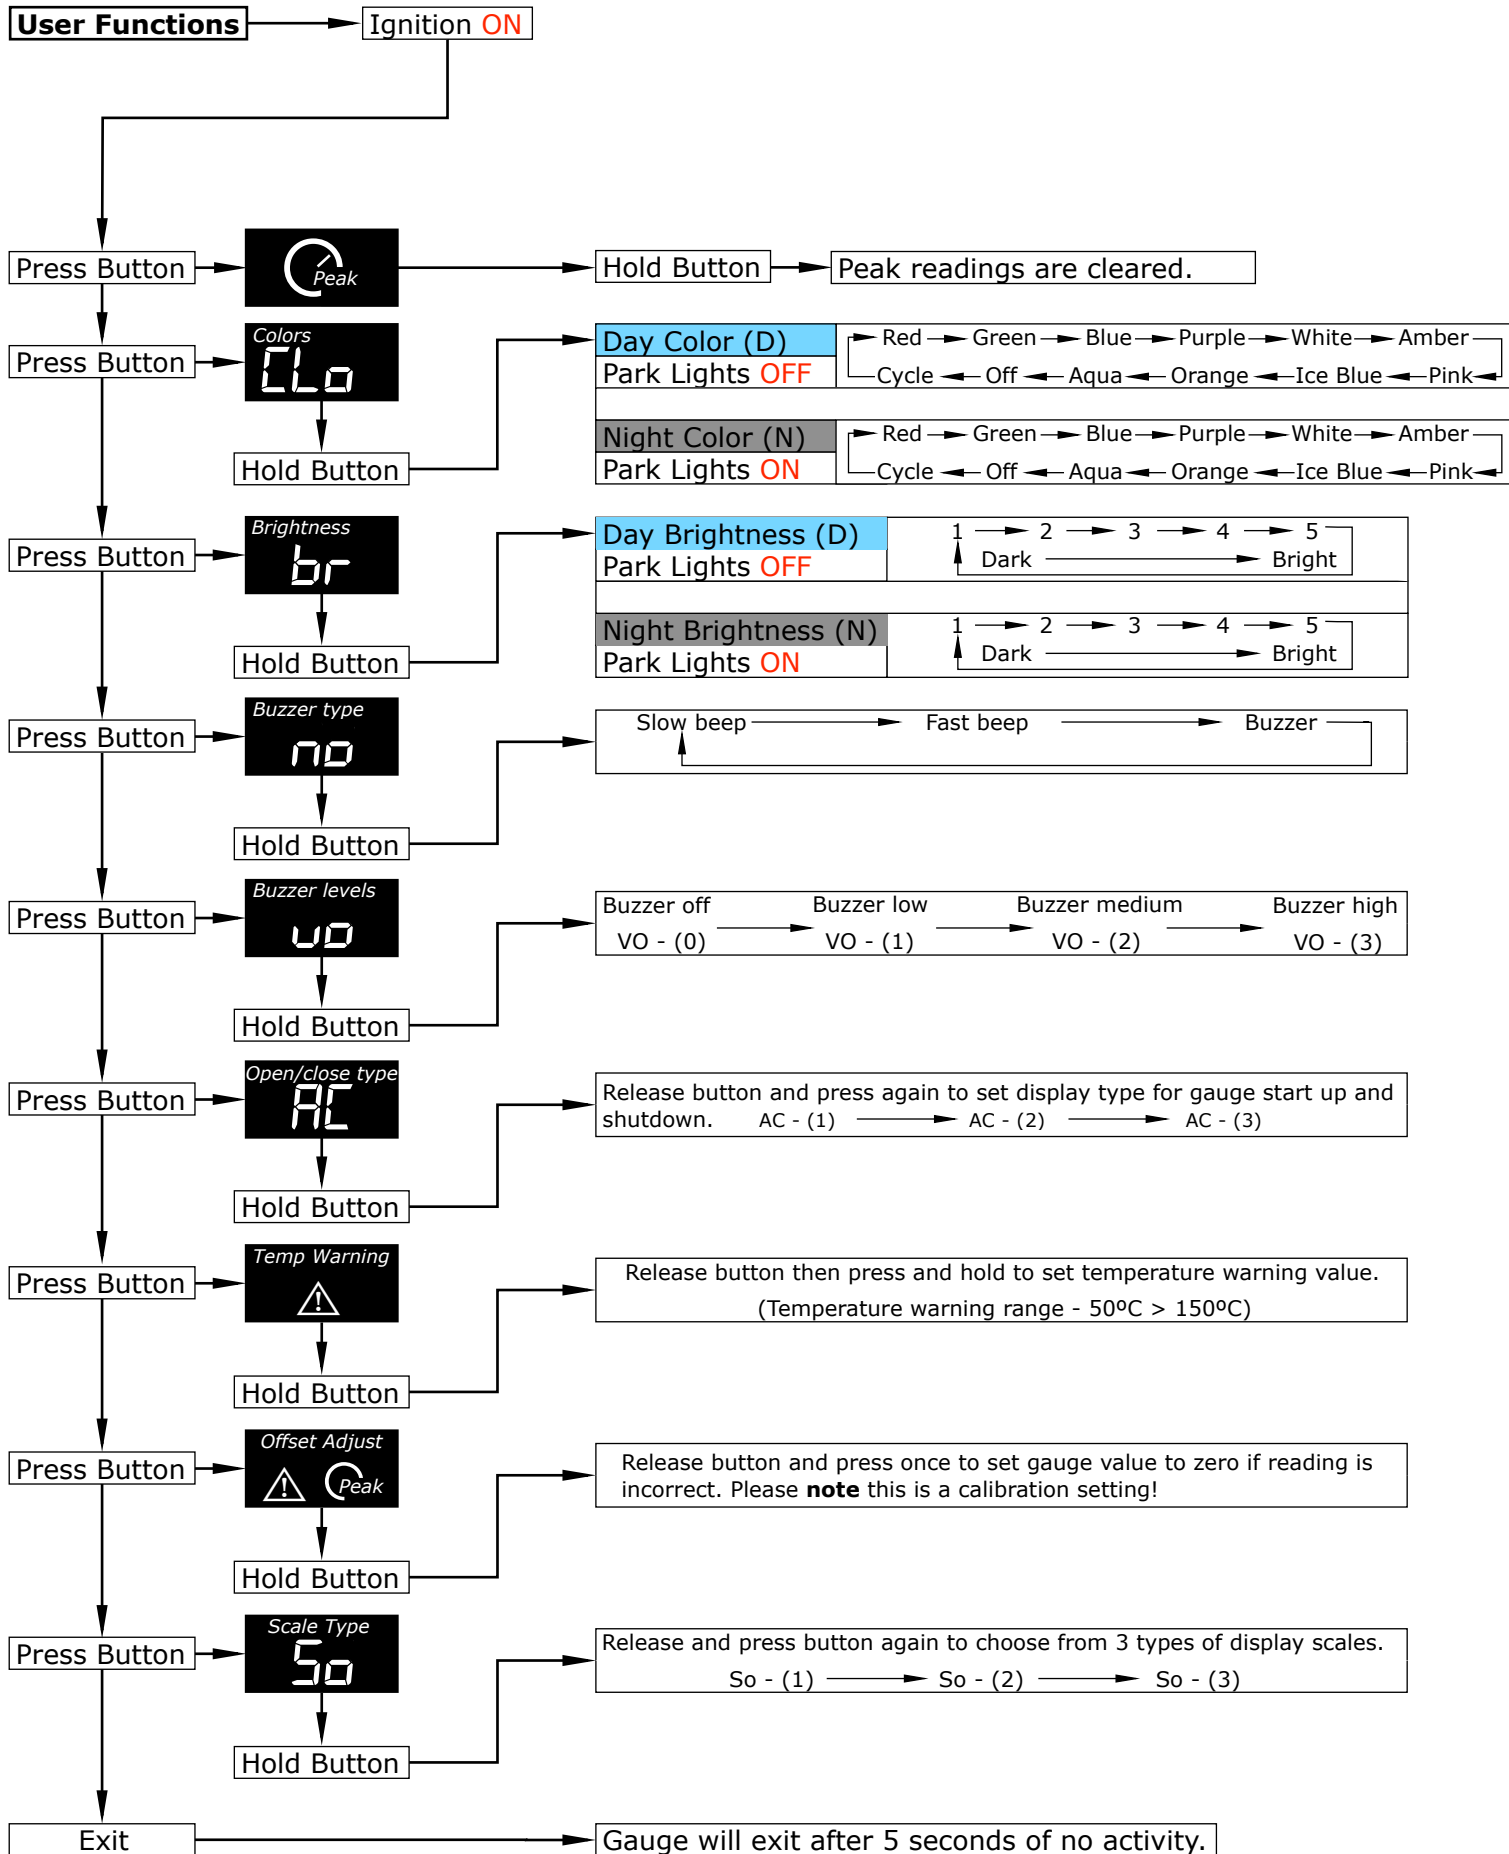 User Functions
Ignition ON
Press Button
Peak
Hold Button
Peak readings are cleared.
Press Button
Colors
CLo
Hold Button
Day Color (D)
Park Lights OFF
Red Green Blue Purple White Amber
Cycle Off Aqua Orange Ice Blue Pink
Night Color (N)
Park Lights ON
Red Green Blue Purple White Amber
Cycle Off Aqua Orange Ice Blue Pink
Press Button
Brightness
br
Hold Button
Day Brightness (D)
Park Lights OFF
1 2 3 4 5
Dark Bright
Night Brightness (N)
Park Lights ON
1 2 3 4 5
Dark Bright
Press Button
Buzzer type
no
Hold Button
Slow beep Fast beep Buzzer
Press Button
Buzzer levels
vo
Hold Button
Buzzer off Buzzer low Buzzer medium Buzzer high
VO - (0) VO - (1) VO - (2) VO - (3)
Press Button
Open/close type
AC
Hold Button
Release button and press again to set display type for gauge start up and
shutdown. AC - (1) AC - (2) AC - (3)
Press Button
Temp Warning
Hold Button
Release button then press and hold to set temperature warning value.
(Temperature warning range - 50ºC > 150ºC)
Press Button
Offset Adjust
Peak
Hold Button
Release button and press once to set gauge value to zero if reading is
incorrect. Please note this is a calibration setting!
Press Button
Scale Type
So
Hold Button
Release and press button again to choose from 3 types of display scales.
So - (1) So - (2) So - (3)
Exit
Gauge will exit after 5 seconds of no activity.